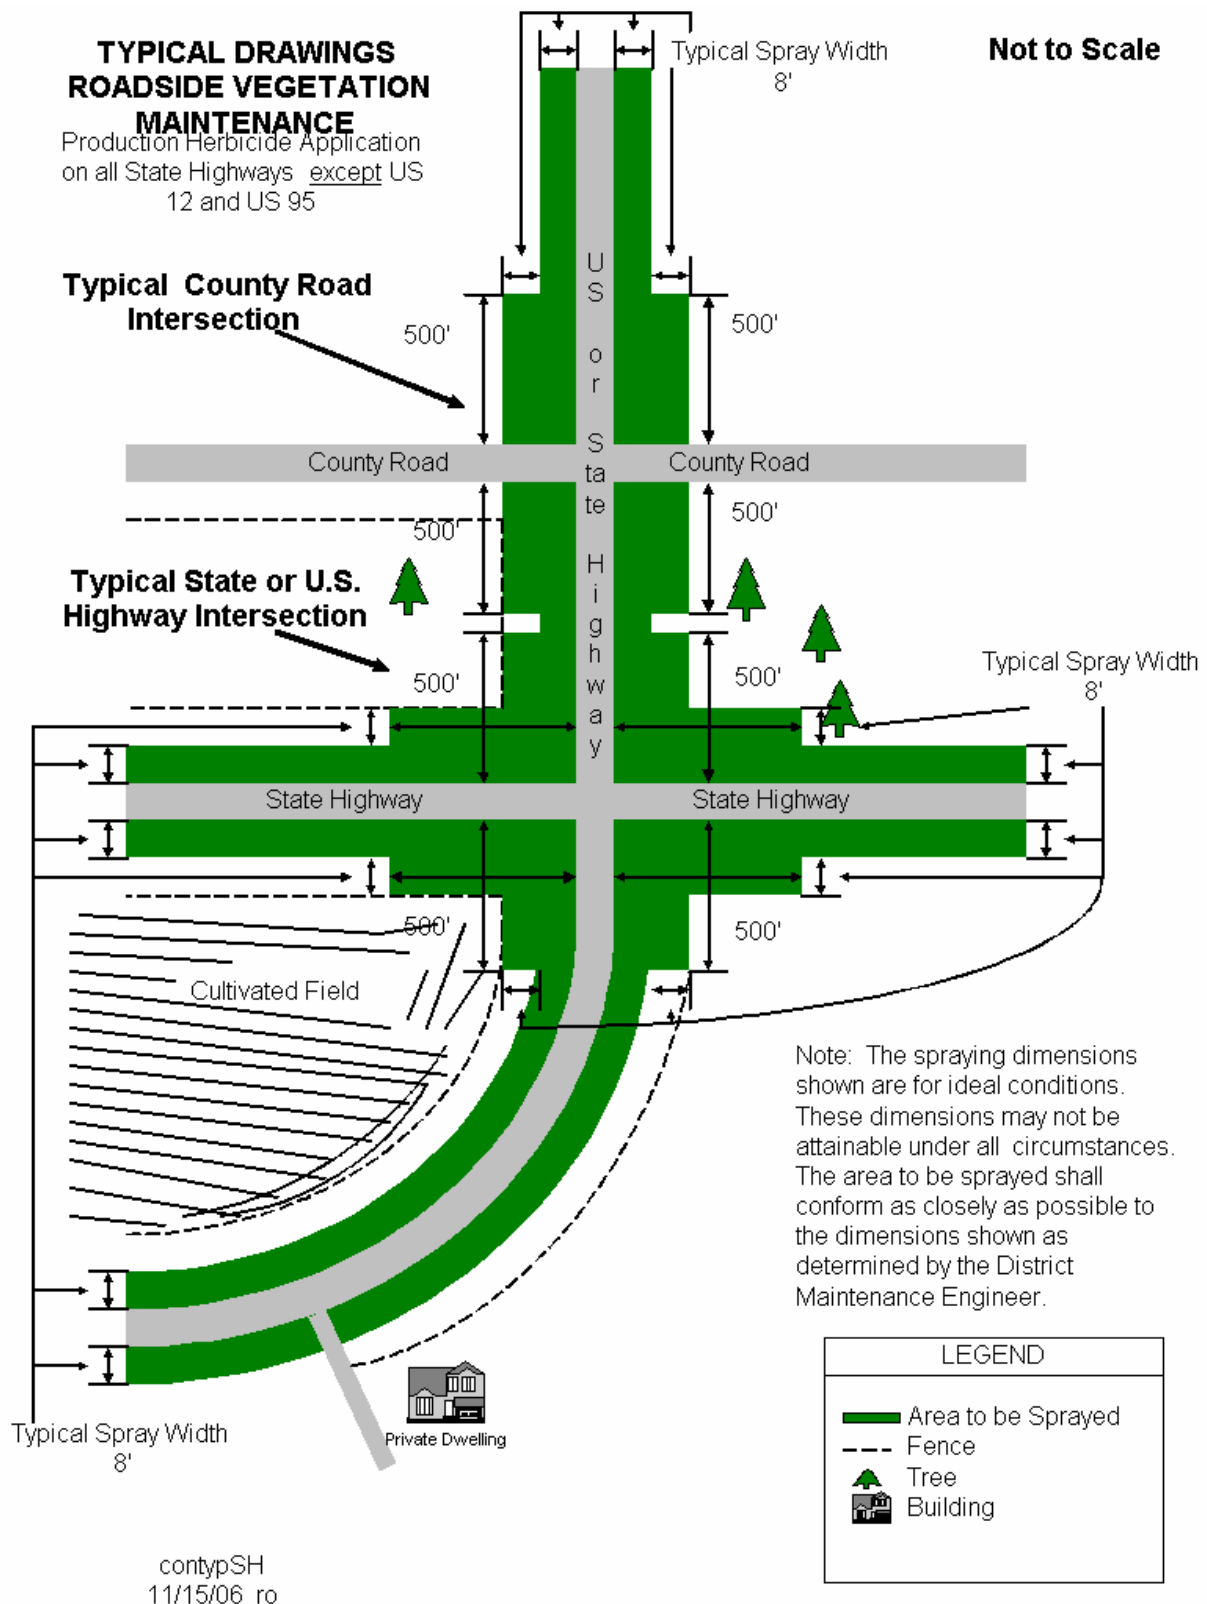 TYPICAL DRAWINGS
ROADSIDE VEGETATION
MAINTENANCE
Production Herbicide Application
on all State Highways except US
12 and US 95
Typical Spray Width
8'
Not to Scale
Typical County Road
Intersection
500'
500'
US or State Highway
County Road
County Road
500'
500'
Typical State or U.S.
Highway Intersection
500'
500'
Typical Spray Width
8'
State Highway
State Highway
500'
500'
Cultivated Field
Note: The spraying dimensions
shown are for ideal conditions.
These dimensions may not be
attainable under all circumstances.
The area to be sprayed shall
conform as closely as possible to
the dimensions shown as
determined by the District
Maintenance Engineer.
LEGEND
Area to be Sprayed
Fence
Tree
Building
Private Dwelling
Typical Spray Width
8'
contypSH
11/15/06 ro